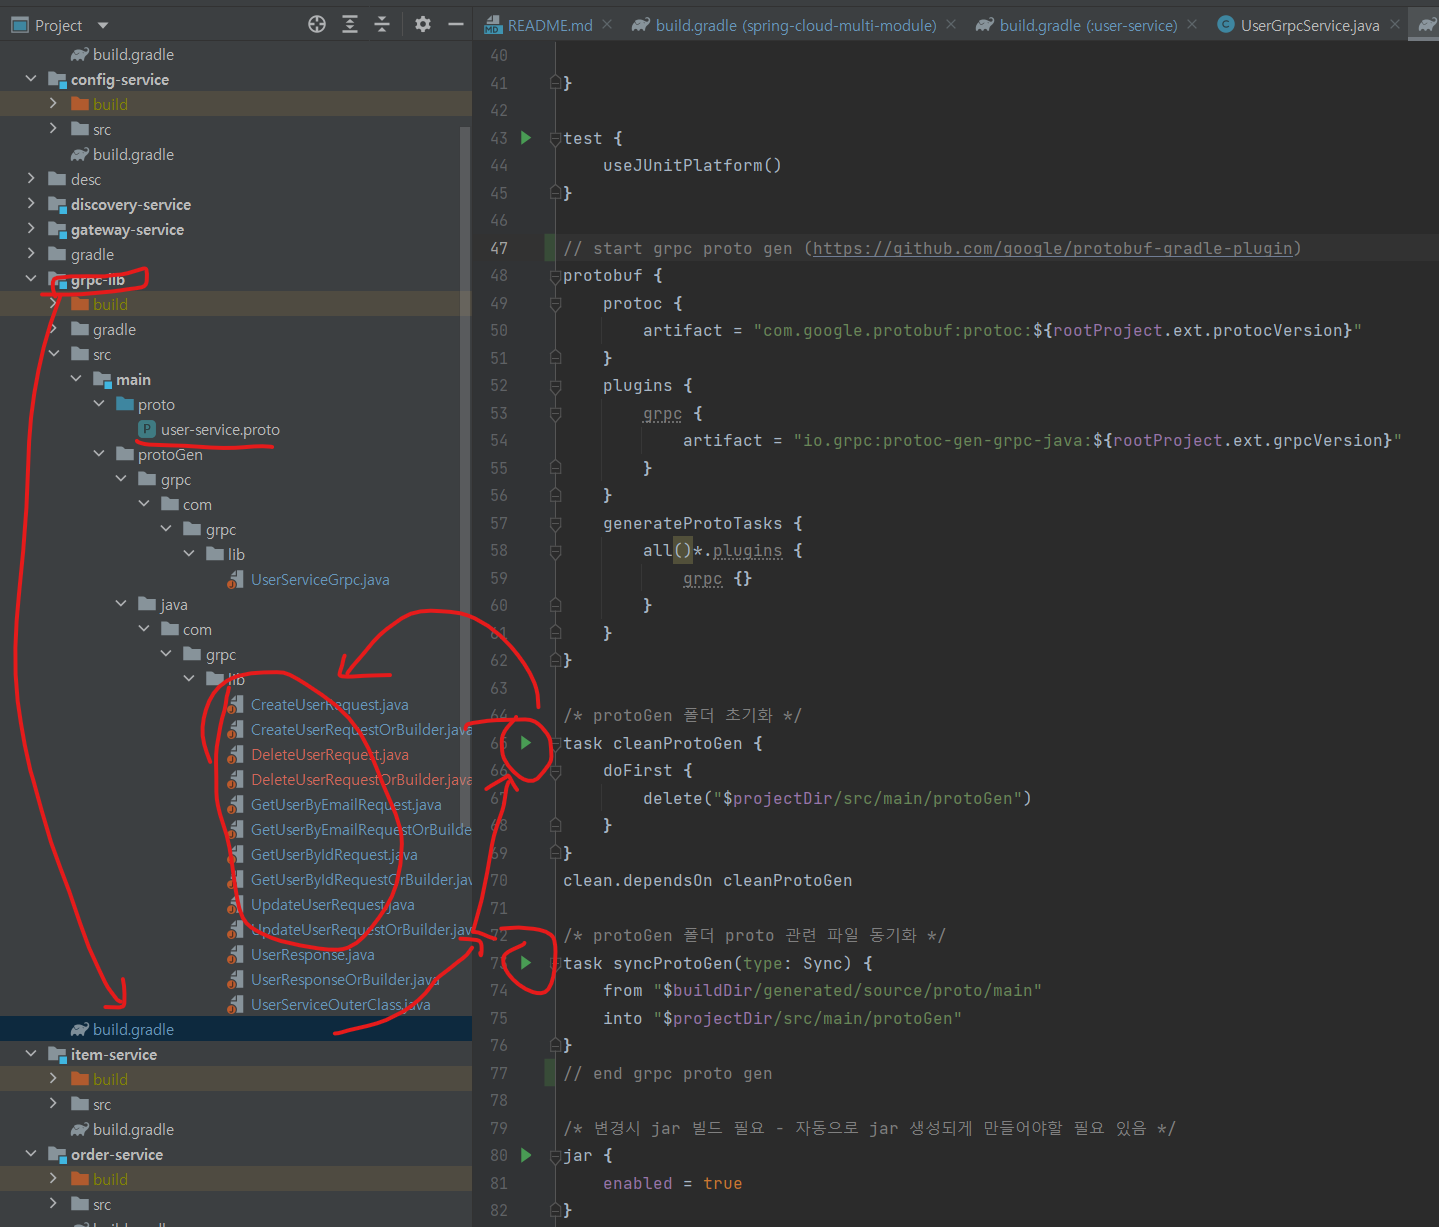 Project
README.md
build.gradle (spring-cloud-multi-module)
build.gradle (:user-service)
UserGrpcService.java
build.gradle
config-service
build
src
build.gradle
desc
discovery-service
gateway-service
gradle
grpc-lib
build
gradle
src
main
proto
user-service.proto
protoGen
grpc
com
grpc
lib
UserServiceGrpc.java
java
com
grpc
lib
CreateUserRequest.java
CreateUserRequestOrBuilder.java
DeleteUserRequest.java
DeleteUserRequestOrBuilder.java
GetUserByEmailRequest.java
GetUserByEmailRequestOrBuilde
GetUserByIdRequest.java
GetUserByIdRequestOrBuilder.jav
UpdateUserRequest.java
UpdateUserRequestOrBuilder.jav
UserResponse.java
UserResponseOrBuilder.java
UserServiceOuterClass.java
build.gradle
item-service
build
src
build.gradle
order-service
build
src
build.gradle
40
41 }
42
43 test {
44 useJUnitPlatform()
45 }
46
47 // start grpc proto gen (https://github.com/google/protobuf-gradle-plugin)
48 protobuf {
49 protoc {
50 artifact = "com.google.protobuf:protoc:${rootProject.ext.protocVersion}"
51 }
52 plugins {
53 grpc {
54 artifact = "io.grpc:protoc-gen-grpc-java:${rootProject.ext.grpcVersion}"
55 }
56 }
57 generateProtoTasks {
58 all()*.plugins {
59 grpc {}
60 }
61 }
62 }
63
64 /* protoGen 폴더 초기화 */
65 task cleanProtoGen {
66 doFirst {
67 delete("$projectDir/src/main/protoGen")
68 }
69 }
70 clean.dependsOn cleanProtoGen
71
72 /* protoGen 폴더 proto 관련 파일 동기화 */
73 task syncProtoGen(type: Sync) {
74 from "$buildDir/generated/source/proto/main"
75 into "$projectDir/src/main/protoGen"
76 }
77 // end grpc proto gen
78
79 /* 변경시 jar 빌드 필요 - 자동으로 jar 생성되게 만들어야할 필요 있음 */
80 jar {
81 enabled = true
82 }